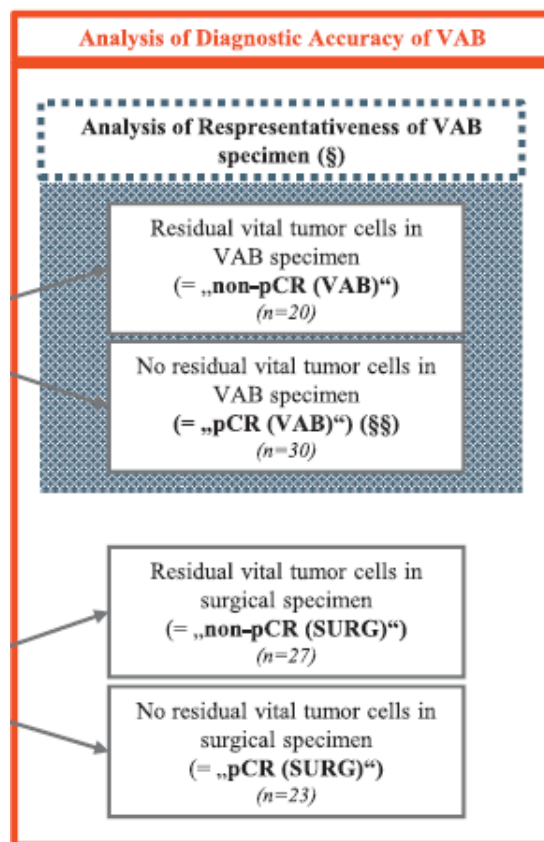 Analysis of Diagnostic Accuracy of VAB
Analysis of Respresentativeness of VAB
specimen (§)
Residual vital tumor cells in
VAB specimen
(= „non-pCR (VAB)“)
(n=20)
No residual vital tumor cells in
VAB specimen
(= „pCR (VAB)“) (§§)
(n=30)
Residual vital tumor cells in
surgical specimen
(= „non-pCR (SURG)“)
(n=27)
No residual vital tumor cells in
surgical specimen
(= „pCR (SURG)“)
(n=23)